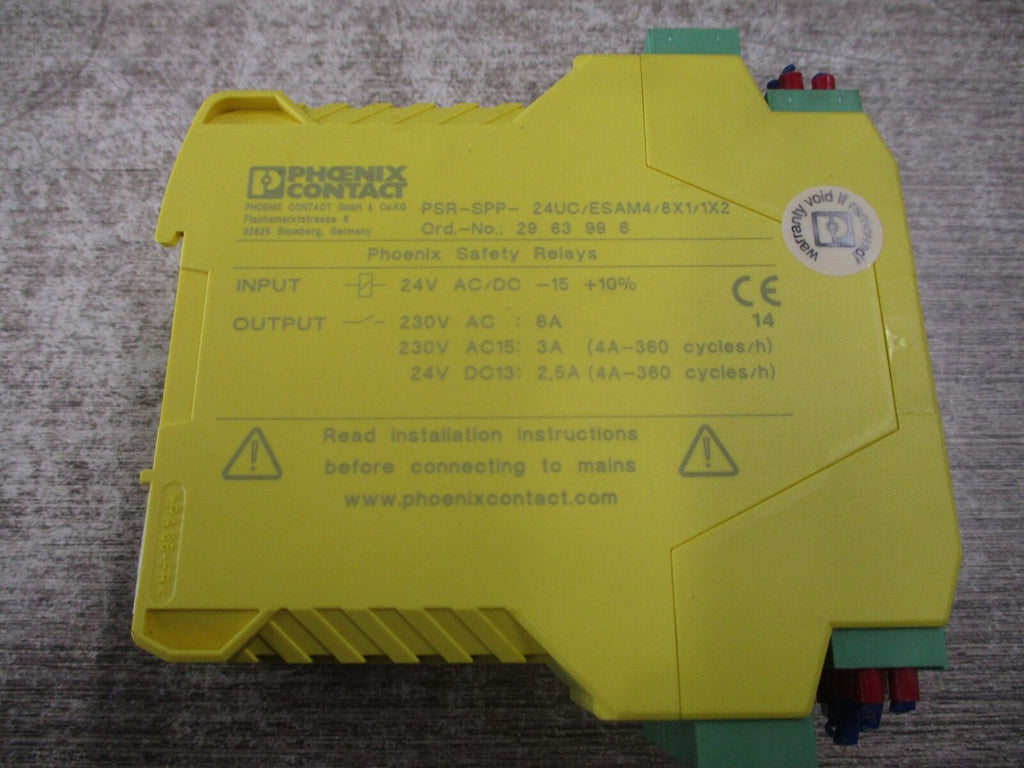 PHŒNIX
CONTACT
PHOENIX CONTACT GmbH & Co.KG
Flachsmarktstrasse 8
32825 Blomberg, Germany
PSR-SPP- 24UC/ESAM4/8X1/1X2
Ord.-No.: 29 63 99 6
Phoenix Safety Relays
INPUT 24V AC/DC -15 +10%
OUTPUT 230V AC : 6A
230V AC15: 3A (4A-360 cycles/h)
24V DC13: 2,5A (4A-360 cycles/h)
CE
14
warranty void if removed!
Read installation instructions
before connecting to mains
www.phoenixcontact.com
>PA66-FR<